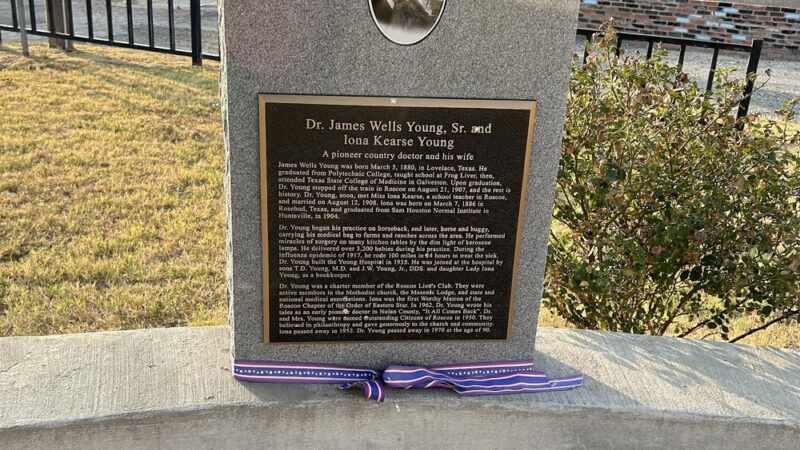 Dr. James Wells Young, Sr. and
Iona Kearse Young
A pioneer country doctor and his wife
James Wells Young was born March 5, 1880, in Lovelace, Texas. He
graduated from Polytechnic College, taught school at Frog Liver, then,
attended Texas State College of Medicine in Galveston. Upon graduation,
Dr. Young stepped off the train in Roscoe on August 21, 1907, and the rest is
history. Dr. Young, soon, met Miss Iona Kearse, a school teacher in Roscoe,
and married on August 12, 1908. Iona was born on March 7, 1886 in
Rosebud, Texas, and graduated from Sam Houston Normal Institute in
Huntsville, in 1904.
Dr. Young began his practice on horseback, and later, horse and buggy,
carrying his medical bag to farms and ranches across the area. He performed
miracles of surgery on many kitchen tables by the dim light of kerosene
lamps. He delivered over 3,200 babies during his practice. During the
influenza epidemic of 1917, he rode 100 miles in 24 hours to treat the sick.
Dr. Young built the Young Hospital in 1935. He was joined at the hospital by
sons T.D. Young, M.D. and J.W. Young, Jr., DDS. and daughter Lady Iona
Young, as a bookkeeper.
Dr. Young was a charter member of the Roscoe Lion's Club. They were
active members in the Methodist church, the Masonic Lodge, and state and
national medical associations. Iona was the first Worthy Matron of the
Roscoe Chapter of the Order of Eastern Star. In 1962, Dr. Young wrote his
tales as an early pioneer doctor in Nolan County, "It All Comes Back". Dr.
and Mrs. Young were named Outstanding Citizens of Roscoe in 1950. They
believed in philanthropy and gave generously to the church and community.
Iona passed away in 1952. Dr. Young passed away in 1970 at the age of 90.